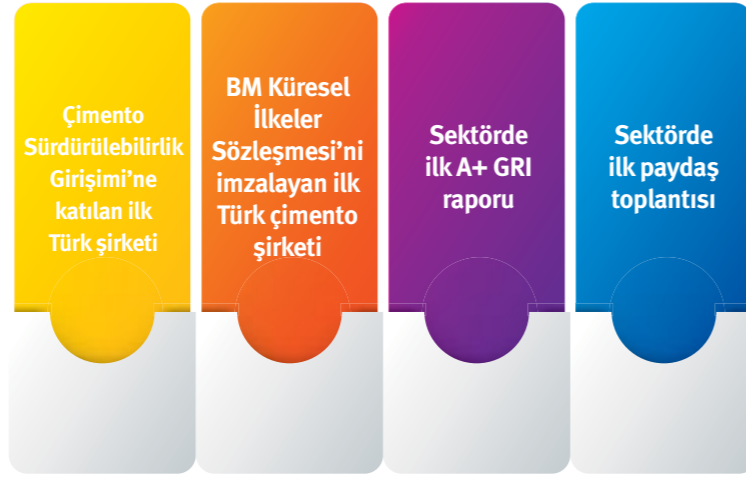 Çimento
Sürdürülebilirlik
Girişimi’ne
katılan ilk
Türk şirketi
BM Küresel
İlkeler
Sözleşmesi’ni
imzalayan ilk
Türk çimento
şirketi
Sektörde
ilk A+ GRI
raporu
Sektörde
ilk paydaş
toplantısı